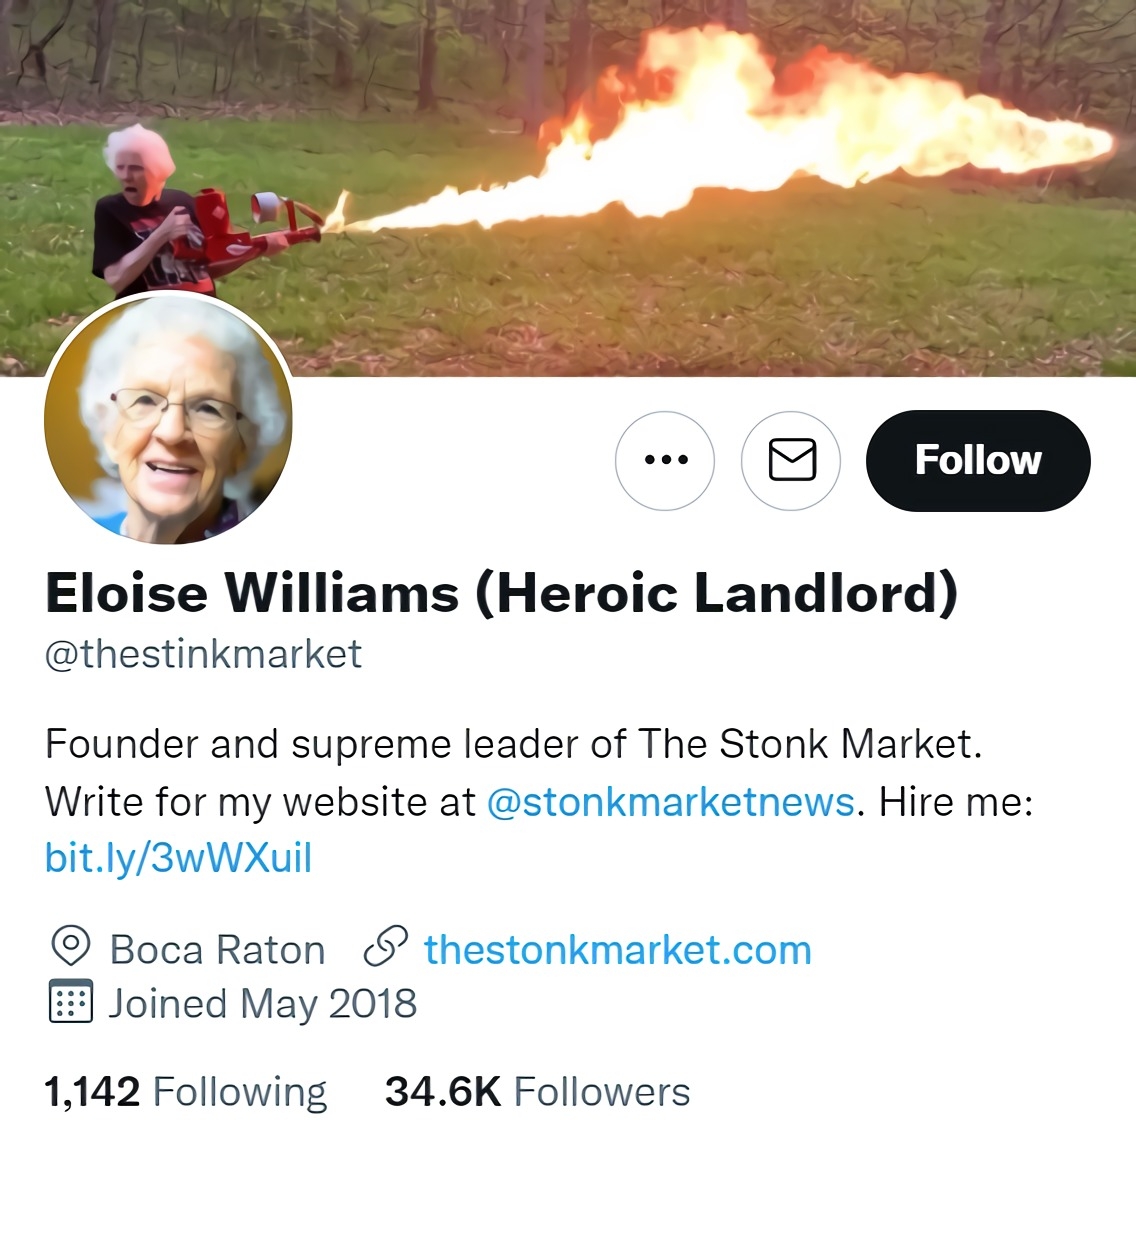 Follow
Eloise Williams (Heroic Landlord)
@thestinkmarket
Founder and supreme leader of The Stonk Market.
Write for my website at @stonkmarketnews. Hire me:
bit.ly/3wWXuil
Boca Raton thestonkmarket.com
Joined May 2018
1,142 Following 34.6K Followers